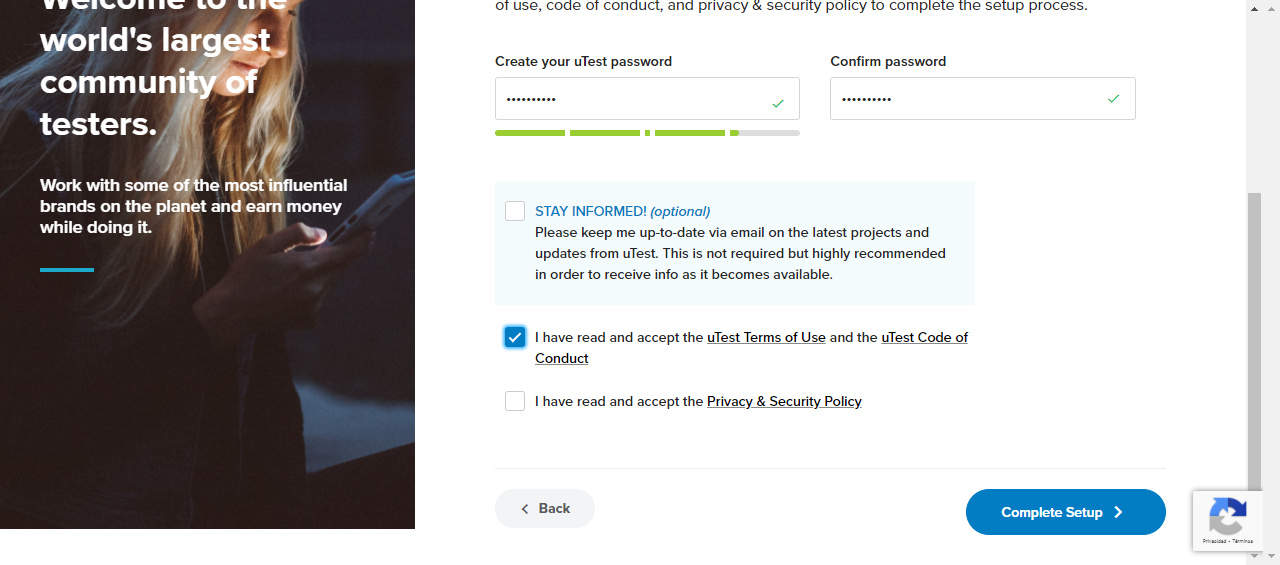 Welcome to the
world's largest
community of
testers.
Work with some of the most influential
brands on the planet and earn money
while doing it.
of use, code of conduct, and privacy & security policy to complete the setup process.
Create your uTest password
Confirm password
••••••••••
••••••••••
STAY INFORMED! (optional)
Please keep me up-to-date via email on the latest projects and
updates from uTest. This is not required but highly recommended
in order to receive info as it becomes available.
I have read and accept the uTest Terms of Use and the uTest Code of
Conduct
I have read and accept the Privacy & Security Policy
Back
Complete Setup
Privacidad - Términos